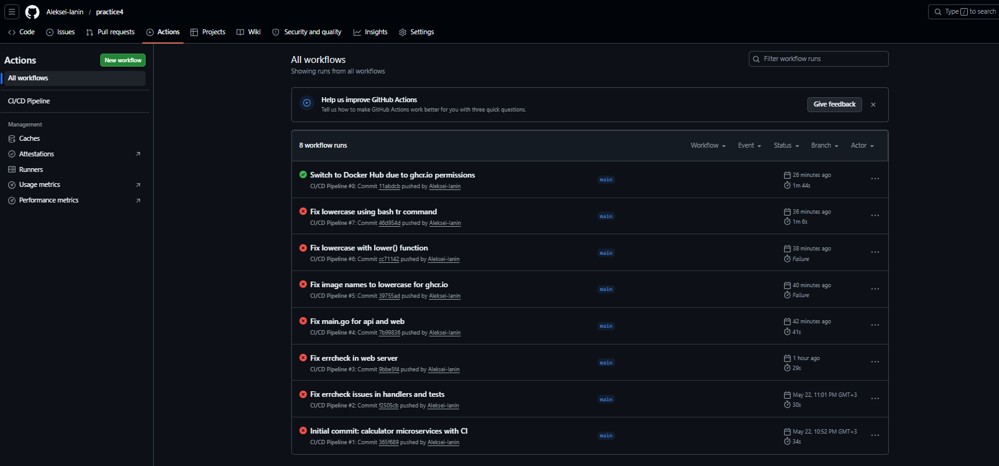 Aleksei-lanin / practice4
Type / to search
Code Issues Pull requests Actions Projects Wiki Security and quality Insights Settings
Actions
New workflow
All workflows
CI/CD Pipeline
Management
Caches
Attestations
Runners
Usage metrics
Performance metrics
All workflows
Showing runs from all workflows
Filter workflow runs
Help us improve GitHub Actions
Tell us how to make GitHub Actions work better for you with three quick questions.
Give feedback
8 workflow runs
Workflow Event Status Branch Actor
Switch to Docker Hub due to ghcr.io permissions
CI/CD Pipeline #8: Commit 11abdcb pushed by Aleksei-lanin
main
26 minutes ago
1m 44s
Fix lowercase using bash tr command
CI/CD Pipeline #7: Commit 46d954d pushed by Aleksei-lanin
main
36 minutes ago
1m 6s
Fix lowercase with lower() function
CI/CD Pipeline #6: Commit cc71142 pushed by Aleksei-lanin
main
38 minutes ago
Failure
Fix image names to lowercase for ghcr.io
CI/CD Pipeline #5: Commit 39755ad pushed by Aleksei-lanin
main
40 minutes ago
Failure
Fix main.go for api and web
CI/CD Pipeline #4: Commit 7b99836 pushed by Aleksei-lanin
main
42 minutes ago
41s
Fix errcheck in web server
CI/CD Pipeline #3: Commit 9bbe5f4 pushed by Aleksei-lanin
main
1 hour ago
29s
Fix errcheck issues in handlers and tests
CI/CD Pipeline #2: Commit f2505cb pushed by Aleksei-lanin
main
May 22, 11:01 PM GMT+3
30s
Initial commit: calculator microservices with CI
CI/CD Pipeline #1: Commit 365f689 pushed by Aleksei-lanin
main
May 22, 10:52 PM GMT+3
34s